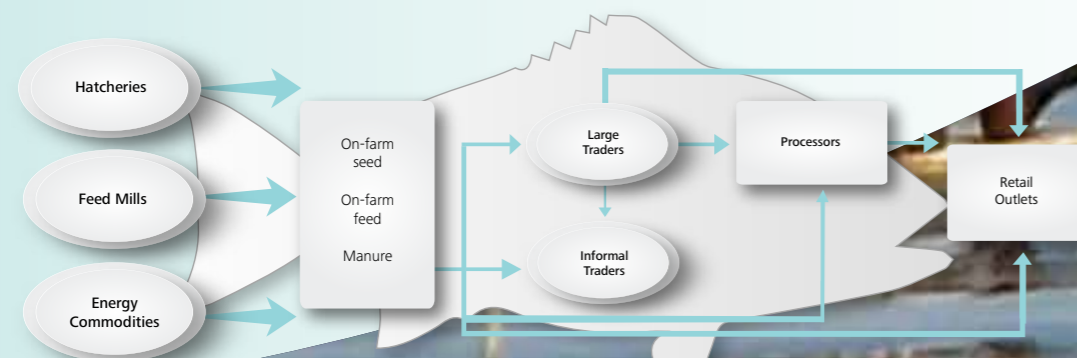 Hatcheries
Feed Mills
Energy
Commodities
On-farm
seed
On-farm
feed
Manure
Large
Traders
Informal
Traders
Processors
Retail
Outlets